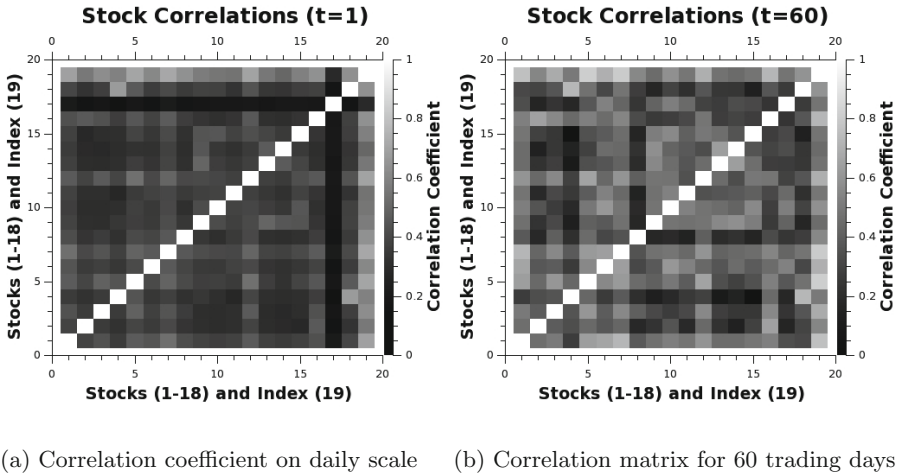 Stock Correlations (t=1)
0 5 10 15 20
20
15
10
5
0
0 5 10 15 20
1
0.8
0.6
0.4
0.2
0
Stocks (1-18) and Index (19)
Stocks (1-18) and Index (19)
Correlation Coefficient
(a) Correlation coefficient on daily scale
Stock Correlations (t=60)
0 5 10 15 20
20
15
10
5
0
0 5 10 15 20
1
0.8
0.6
0.4
0.2
0
Stocks (1-18) and Index (19)
Stocks (1-18) and Index (19)
Correlation Coefficient
(b) Correlation matrix for 60 trading days